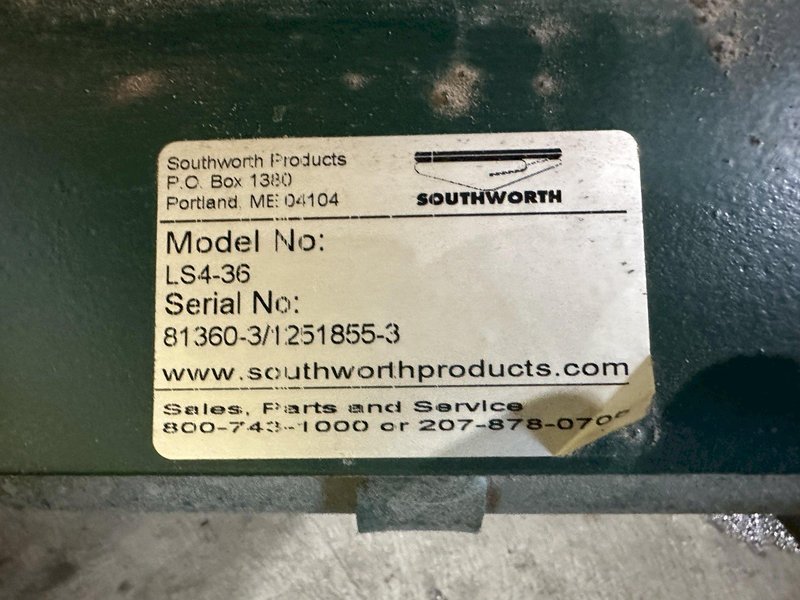 Southworth Products
P.O. Box 1380
Portland, ME 04104
SOUTHWORTH
Model No:
LS4-36
Serial No:
81360-3/1251855-3
www.southworthproducts.com
Sales, Parts and Service
800-743-1000 or